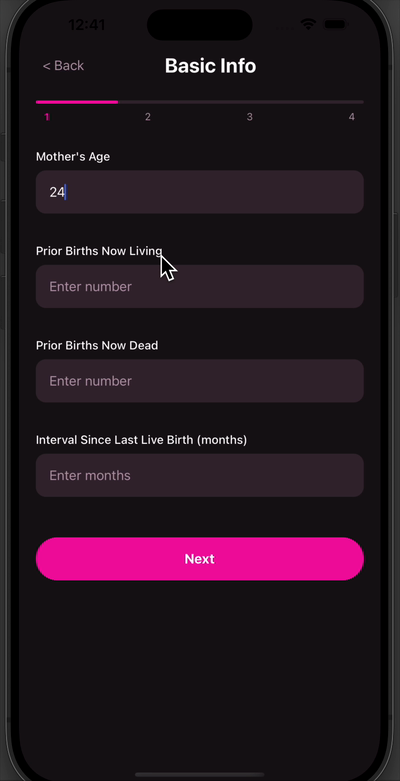 12:41
< Back
Basic Info
1 2 3 4
Mother's Age
24
Prior Births Now Living
Enter number
Prior Births Now Dead
Enter number
Interval Since Last Live Birth (months)
Enter months
Next